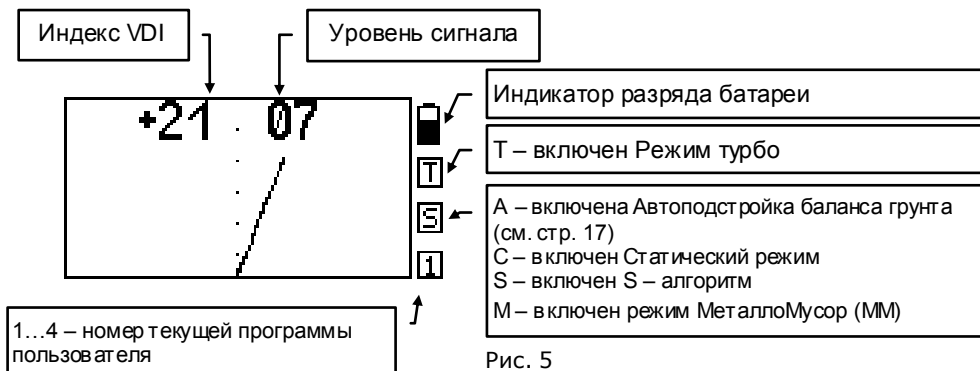 Индекс VDI
Уровень сигнала
+21 07
Индикатор разряда батареи
T
T – включен Режим турбо
S
А – включена Автоподстройка баланса грунта
(см. стр. 17)
С – включен Статический режим
S – включен S – алгоритм
М – включен режим МеталлоМусор (ММ)
1
1…4 – номер текущей программы
пользователя
Рис. 5